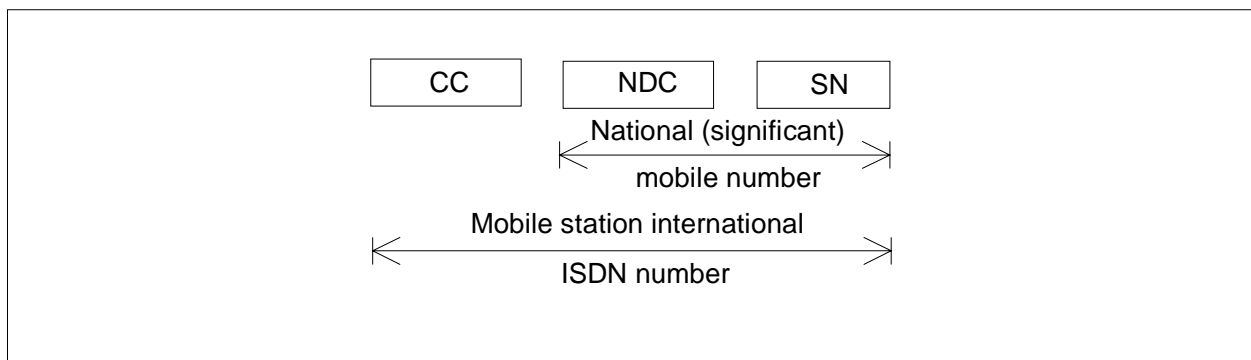 CC NDC SN
National (significant)
mobile number
Mobile station international
ISDN number